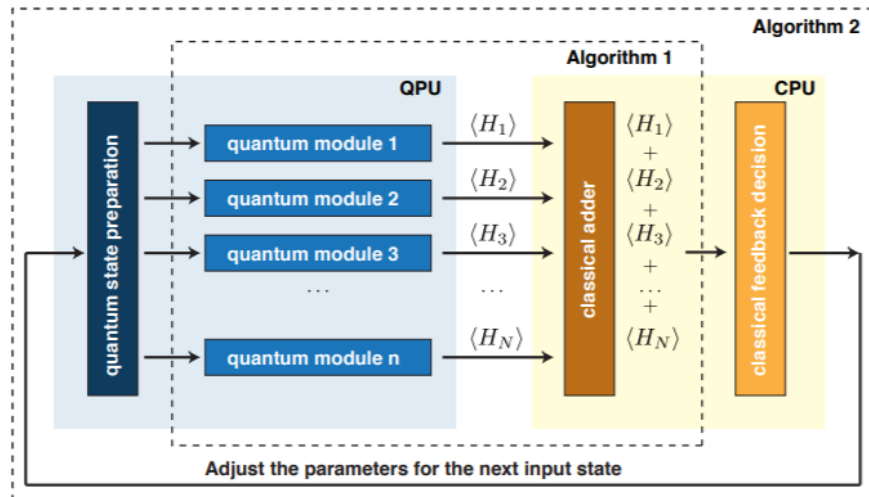 Algorithm 2
Algorithm 1
QPU
CPU
quantum state preparation
quantum module 1
quantum module 2
quantum module 3
...
quantum module n
⟨H₁⟩
⟨H₂⟩
⟨H₃⟩
...
⟨H_N⟩
classical adder
⟨H₁⟩
+
⟨H₂⟩
+
⟨H₃⟩
+
...
+
⟨H_N⟩
classical feedback decision
Adjust the parameters for the next input state